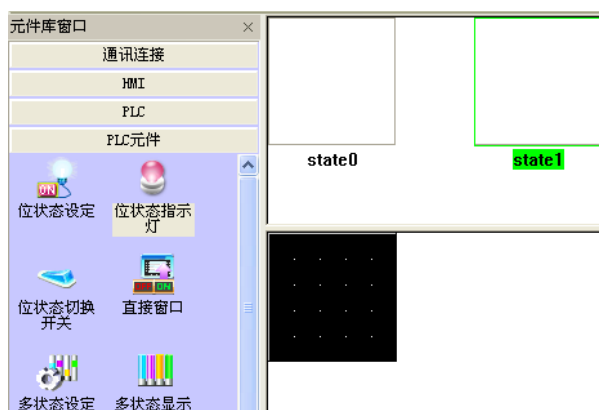 元件库窗口
通讯连接
HMI
PLC
PLC元件
位状态设定
位状态指示
灯
位状态切换
开关
直接窗口
多状态设定
多状态显示
state0
state1
ON